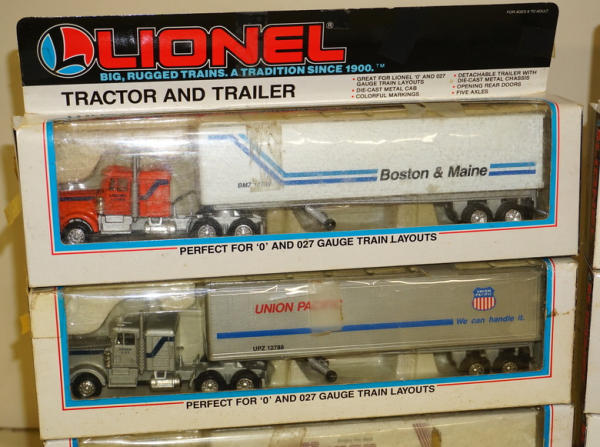 FOR AGES 8 TO ADULT
LIONEL®
BIG, RUGGED TRAINS. A TRADITION SINCE 1900.™
TRACTOR AND TRAILER
• GREAT FOR LIONEL 'O' AND 027
GAUGE TRAIN LAYOUTS
• DIE-CAST METAL CAB
• COLORFUL MARKINGS
• DETACHABLE TRAILER WITH
DIE-CAST METAL CHASSIS
• OPENING REAR DOORS
• FIVE AXLES
Boston & Maine
PERFECT FOR 'O' AND 027 GAUGE TRAIN LAYOUTS
UNION PACIFIC
UNION
PACIFIC
We can handle it.
UPZ
PERFECT FOR 'O' AND 027 GAUGE TRAIN LAYOUTS